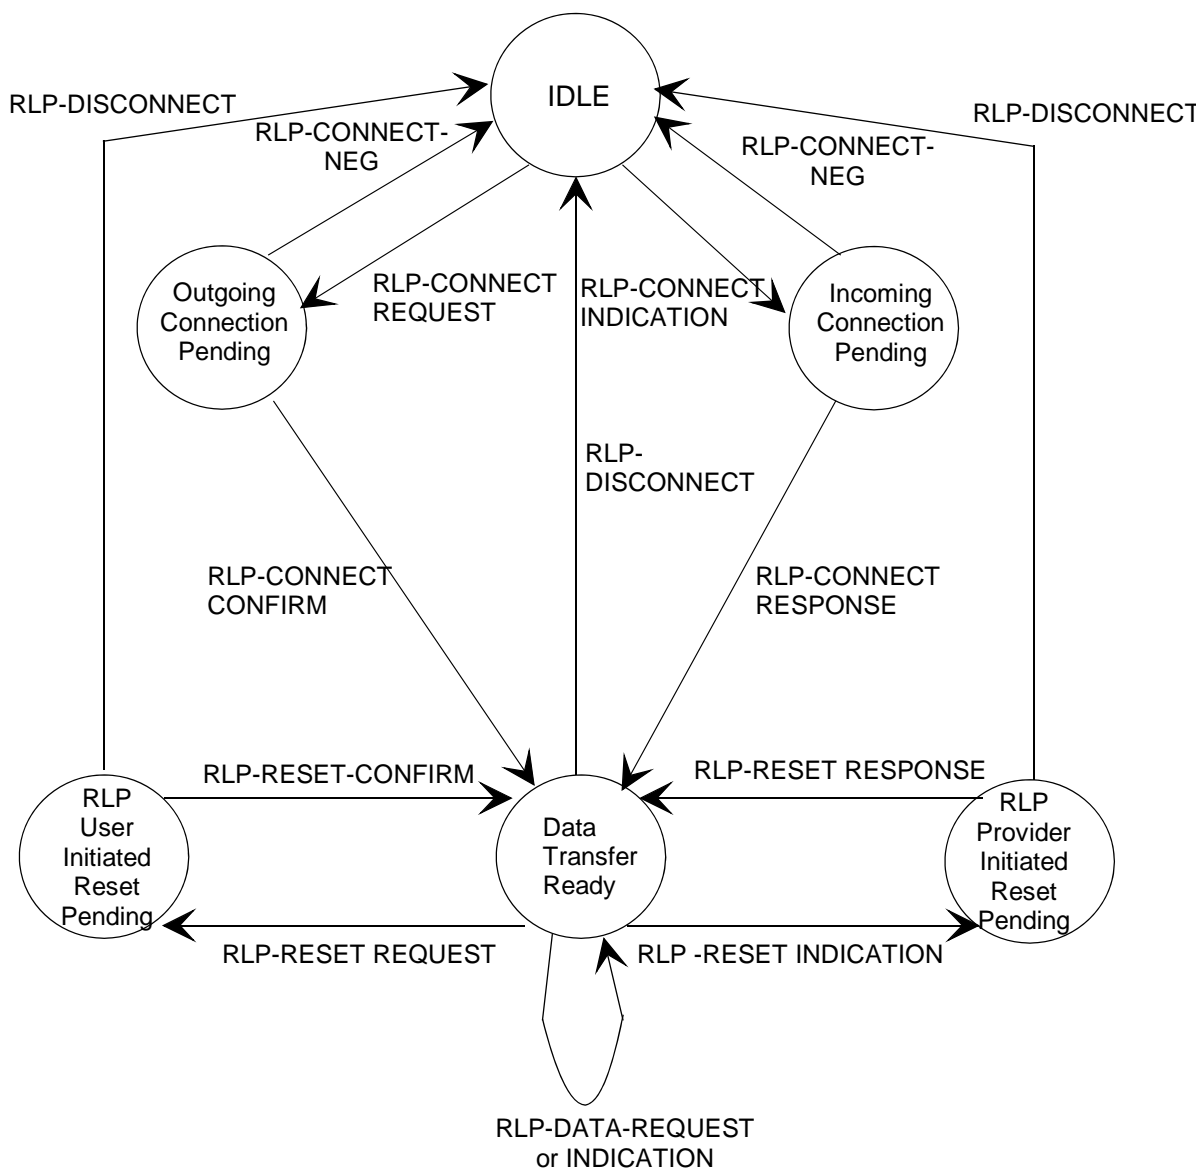 IDLE
RLP-DISCONNECT
RLP-DISCONNECT
RLP-CONNECT-
NEG
RLP-CONNECT-
NEG
Outgoing
Connection
Pending
RLP-CONNECT
REQUEST
RLP-CONNECT
INDICATION
Incoming
Connection
Pending
RLP-
DISCONNECT
RLP-CONNECT
CONFIRM
RLP-CONNECT
RESPONSE
RLP-RESET-CONFIRM
RLP-RESET RESPONSE
RLP
User
Initiated
Reset
Pending
Data
Transfer
Ready
RLP
Provider
Initiated
Reset
Pending
RLP-RESET REQUEST
RLP -RESET INDICATION
RLP-DATA-REQUEST
or INDICATION